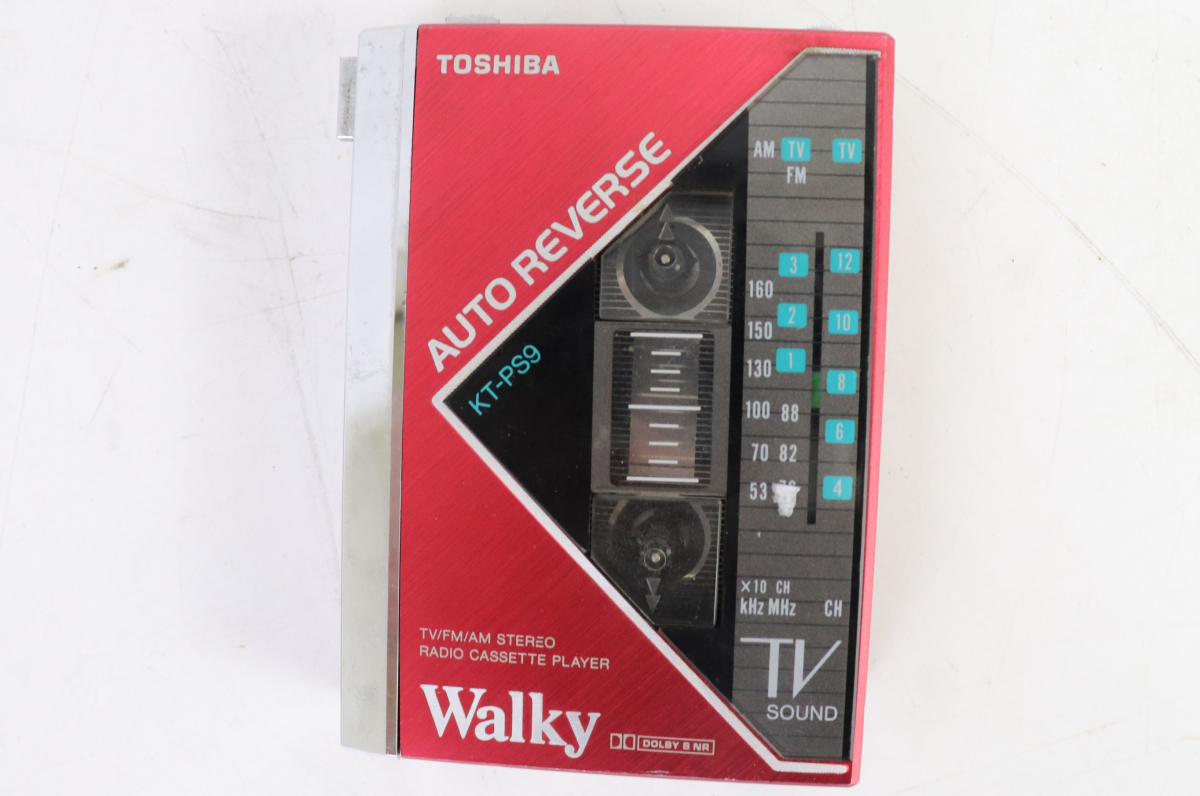 TOSHIBA
AUTO REVERSE
KT-PS9
AM TV TV
FM
3 12
160
2 10
150
1
130
8
100 88
6
70 82
53 4
×10 CH
kHz MHz CH
TV
SOUND
TV/FM/AM STEREO
RADIO CASSETTE PLAYER
Walky
DOLBY B NR